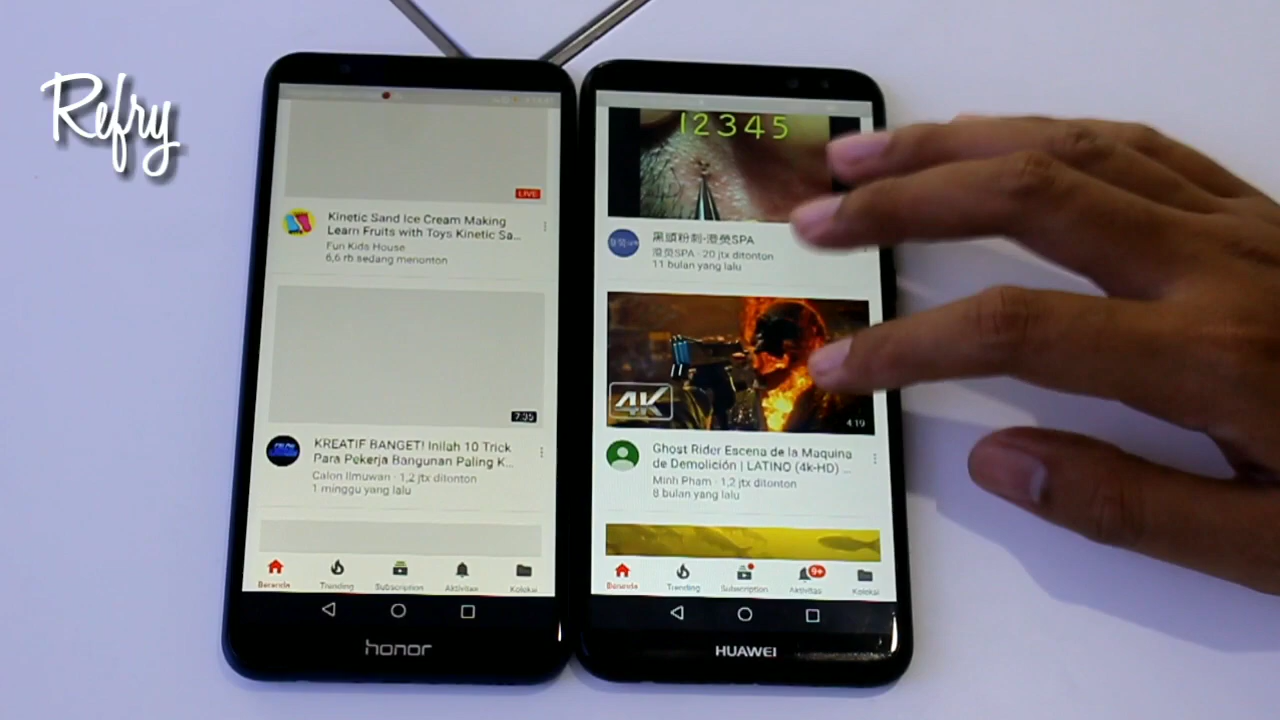 Refry
LIVE
Kinetic Sand Ice Cream Making
Learn Fruits with Toys Kinetic Sa...
Fun Kids House
6,6 rb sedang menonton
7:35
KREATIF BANGET! Inilah 10 Trick
Para Pekerja Bangunan Paling K...
Calon Ilmuwan · 1,2 jtx ditonton
1 minggu yang lalu
Beranda
Trending
Subscription
Aktivitas
Koleksi
honor
12345
黑頭粉刺-澄熒SPA
澄熒SPA · 20 jtx ditonton
11 bulan yang lalu
4K
4:19
Ghost Rider Escena de la Maquina
de Demolición | LATINO (4k-HD) ...
Minh Pham · 1,2 jtx ditonton
8 bulan yang lalu
9+
Beranda
Trending
Subscription
Aktivitas
Koleksi
HUAWEI